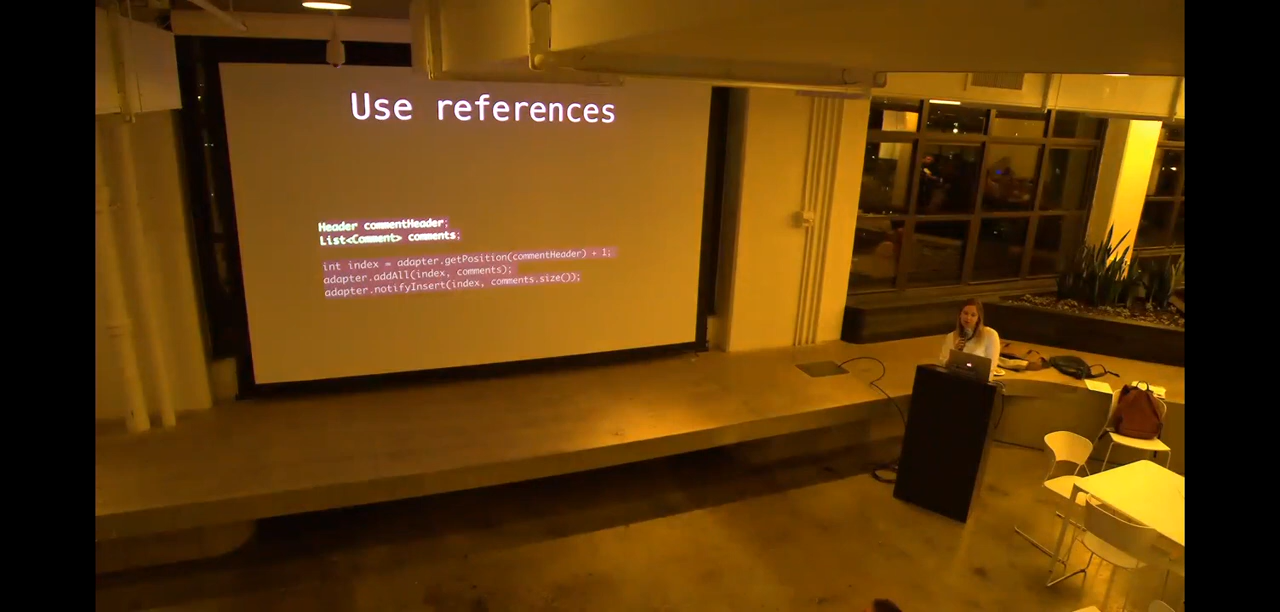 Use references
Header commentHeader;
List<Comment> comments;
int index = adapter.getPosition(commentHeader) + 1;
adapter.addAll(index, comments);
adapter.notifyInsert(index, comments.size());